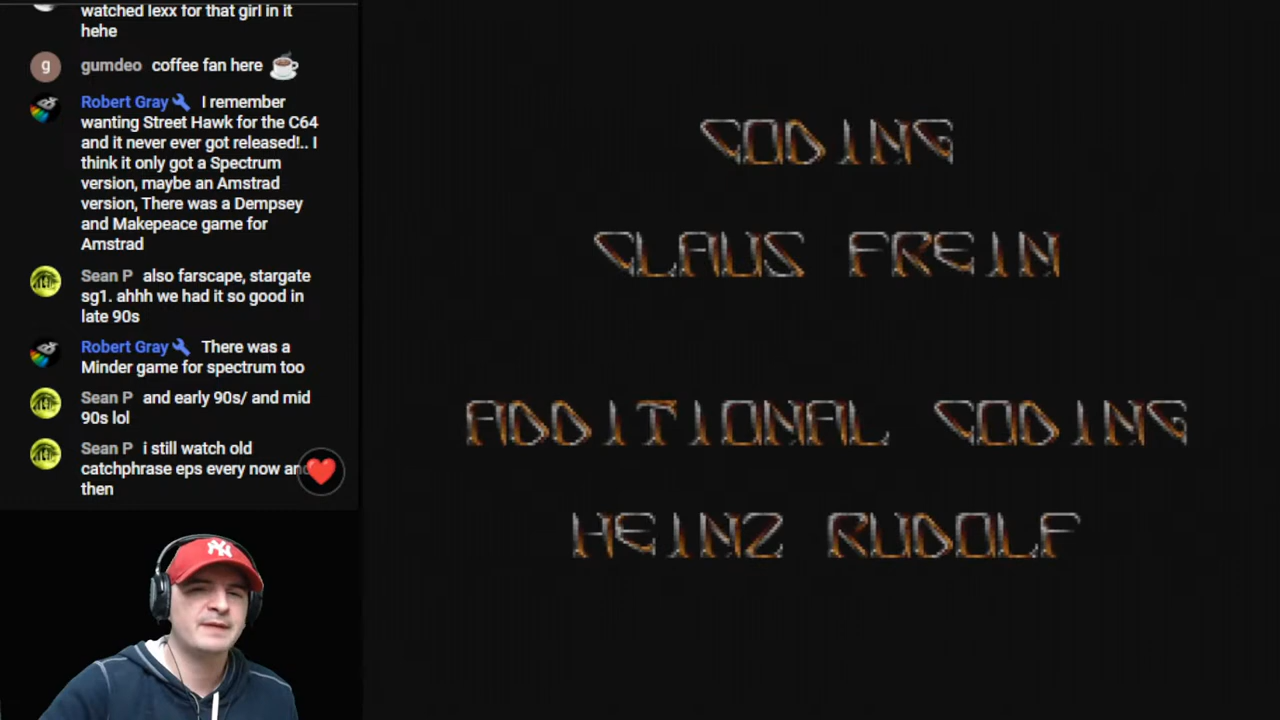 watched lexx for that girl in it
hehe
g
gumdeo coffee fan here
Robert Gray I remember
wanting Street Hawk for the C64
and it never ever got released!.. I
think it only got a Spectrum
version, maybe an Amstrad
version, There was a Dempsey
and Makepeace game for
Amstrad
Sean P also farscape, stargate
sg1. ahhh we had it so good in
late 90s
Robert Gray There was a
Minder game for spectrum too
Sean P and early 90s/ and mid
90s lol
Sean P i still watch old
catchphrase eps every now and
then
CODING
CLAUS FREIN
ADDITIONAL CODING
HEINZ RUDOLF
NY